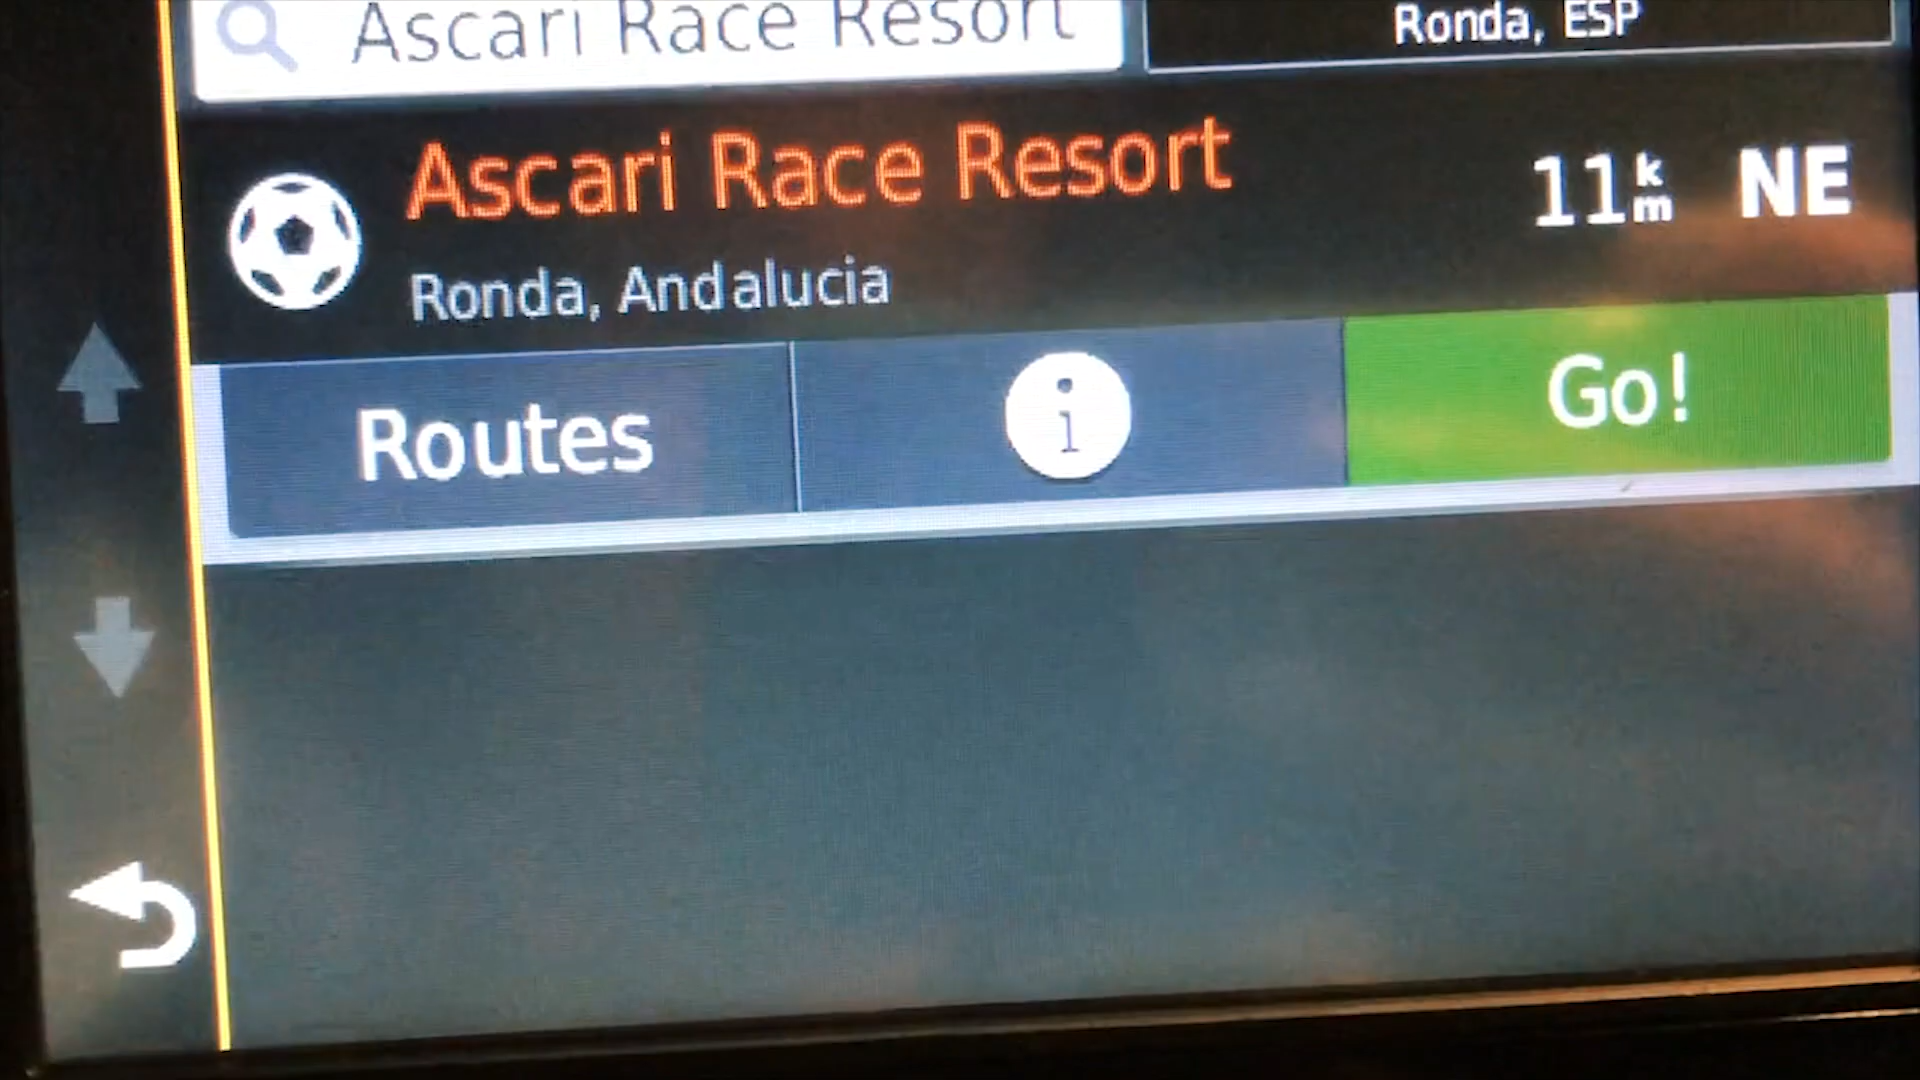 Ascari Race Resort
Ronda, ESP
Ascari Race Resort
11 km NE
Ronda, Andalucia
Routes
i
Go!